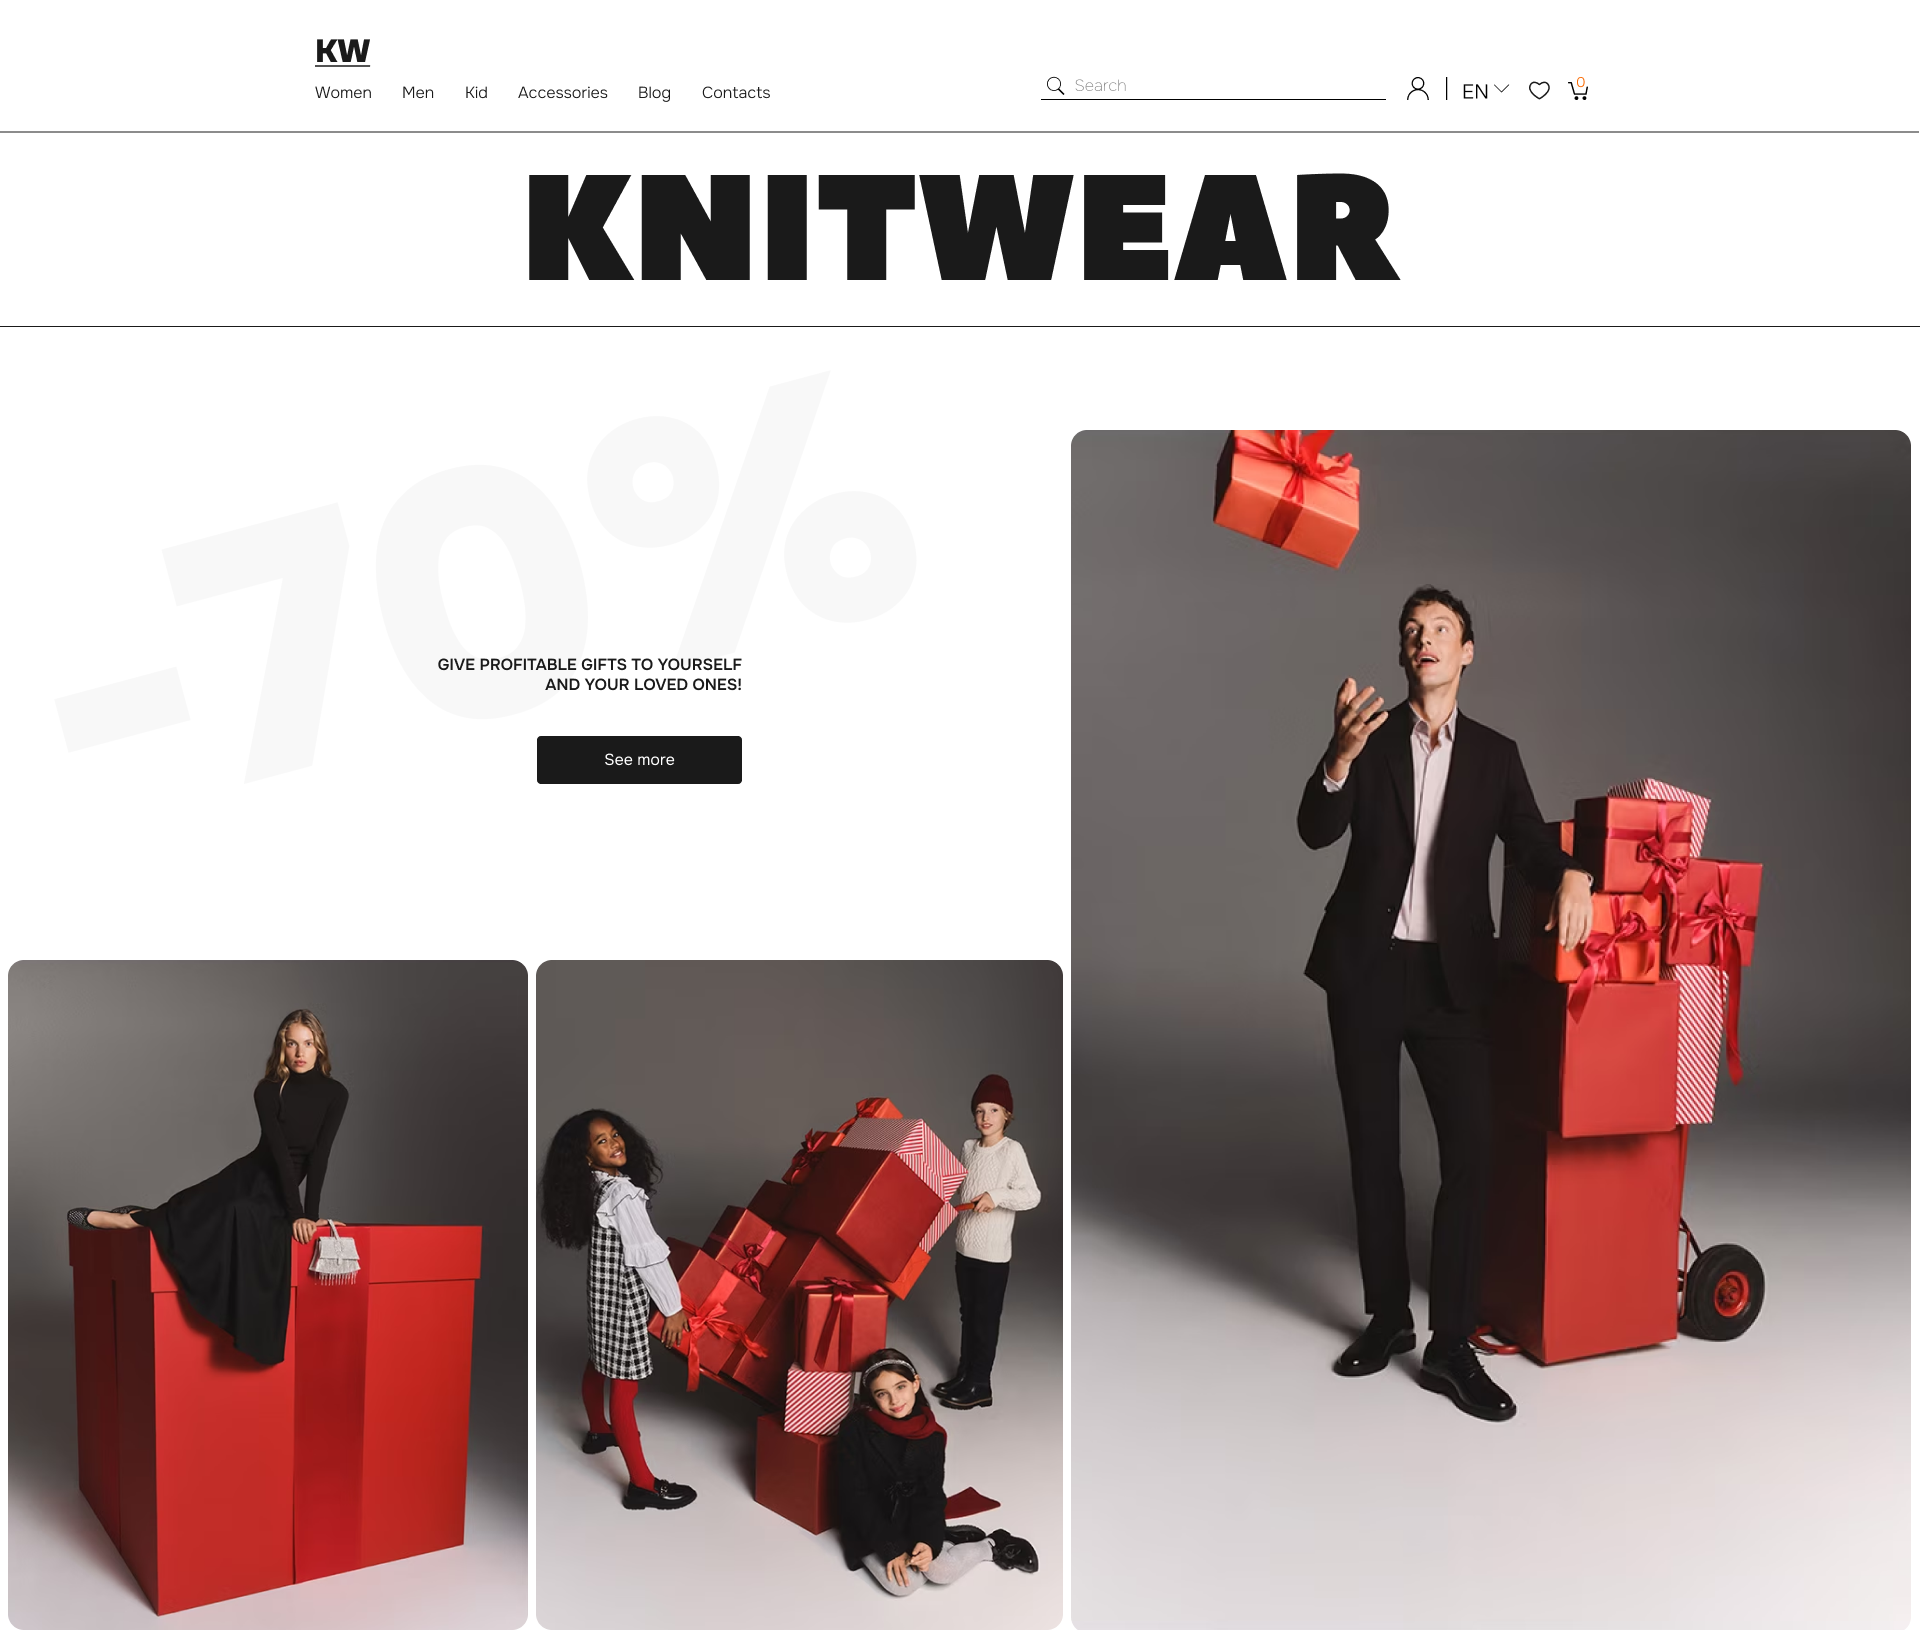 KW
Women Men Kid Accessories Blog Contacts
Search
EN
0
KNITWEAR
-70%
GIVE PROFITABLE GIFTS TO YOURSELF
AND YOUR LOVED ONES!
See more